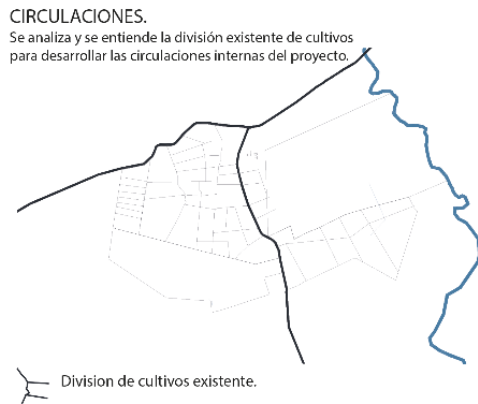 CIRCULACIONES.
Se analiza y se entiende la división existente de cultivos
para desarrollar las circulaciones internas del proyecto.
Division de cultivos existente.